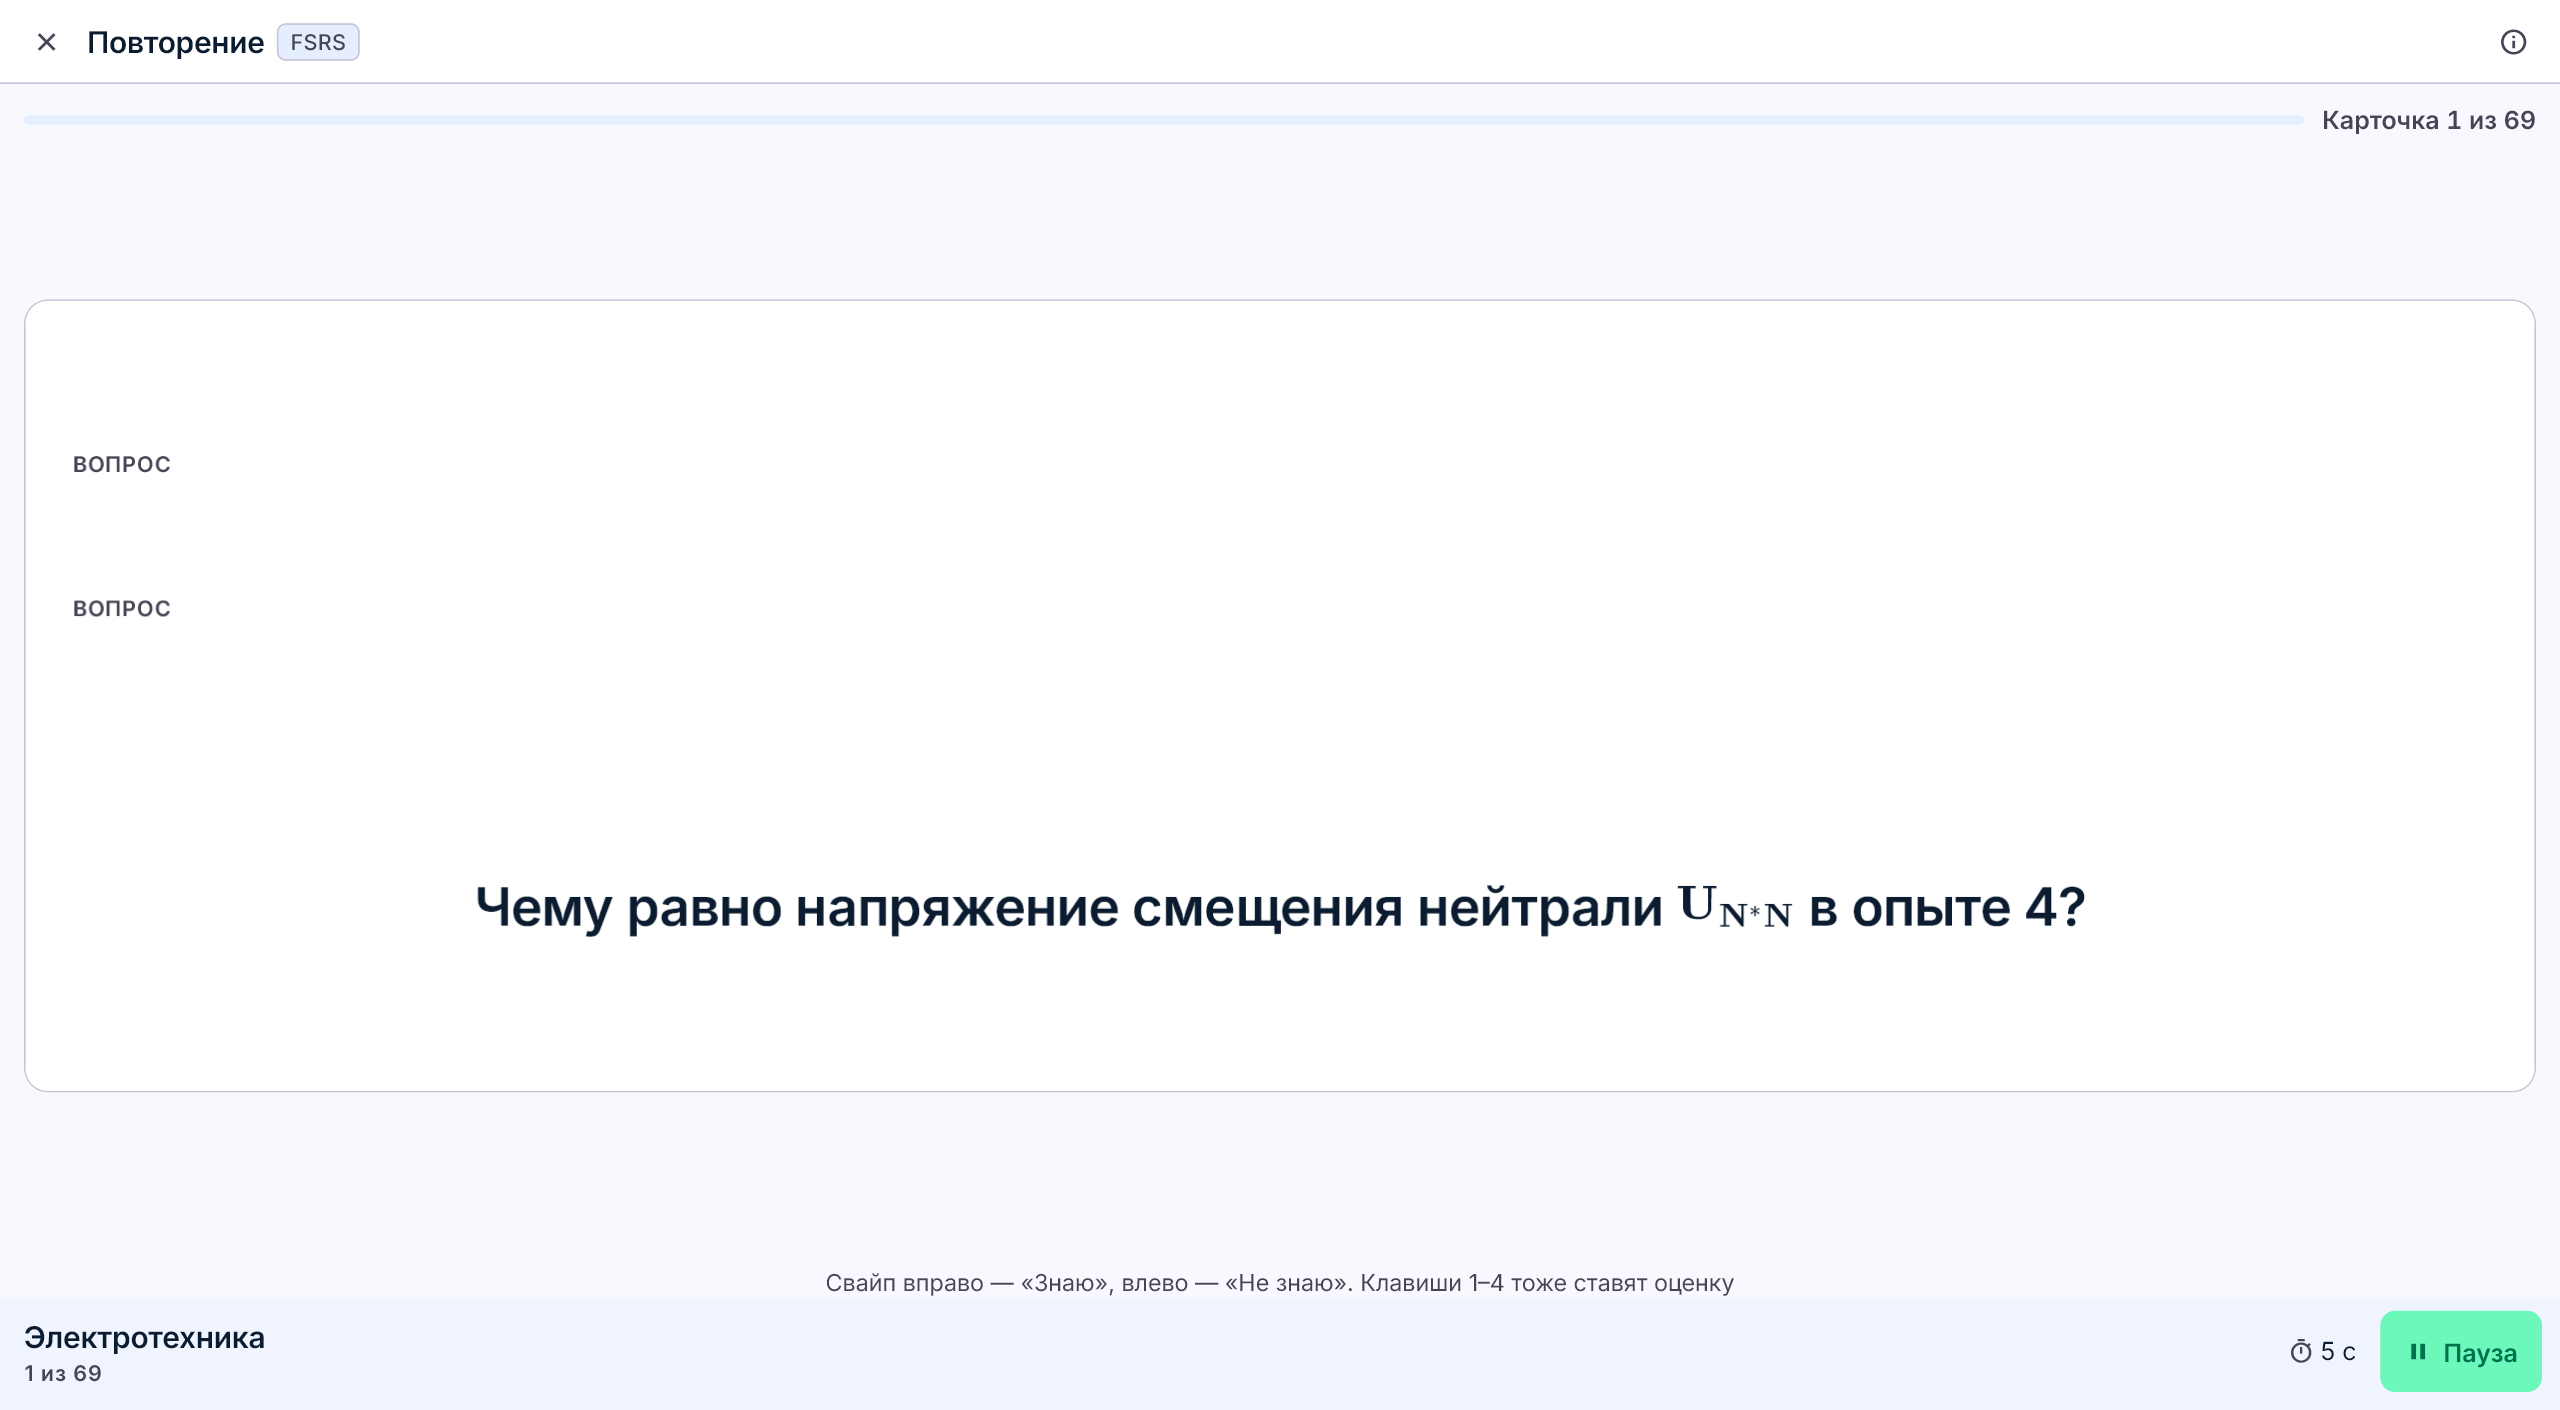 Повторение FSRS
Карточка 1 из 69
ВОПРОС
ВОПРОС
Чему равно напряжение смещения нейтрали U_{N*N} в опыте 4?
Свайп вправо — «Знаю», влево — «Не знаю». Клавиши 1–4 тоже ставят оценку
Электротехника
1 из 69
5 с
Пауза